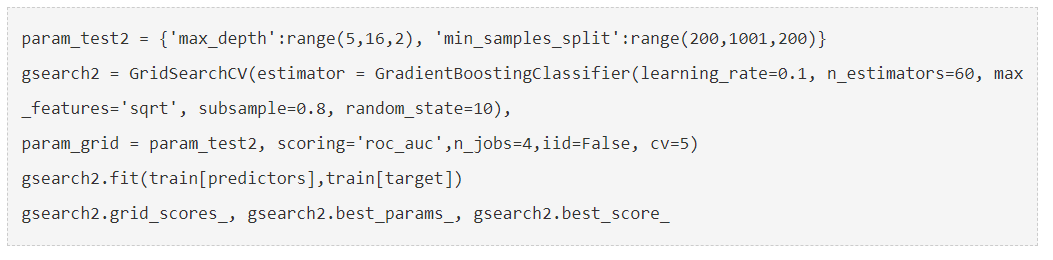 param_test2 = {'max_depth':range(5,16,2), 'min_samples_split':range(200,1001,200)}
gsearch2 = GridSearchCV(estimator = GradientBoostingClassifier(learning_rate=0.1, n_estimators=60, max
_features='sqrt', subsample=0.8, random_state=10),
param_grid = param_test2, scoring='roc_auc',n_jobs=4,iid=False, cv=5)
gsearch2.fit(train[predictors],train[target])
gsearch2.grid_scores_, gsearch2.best_params_, gsearch2.best_score_